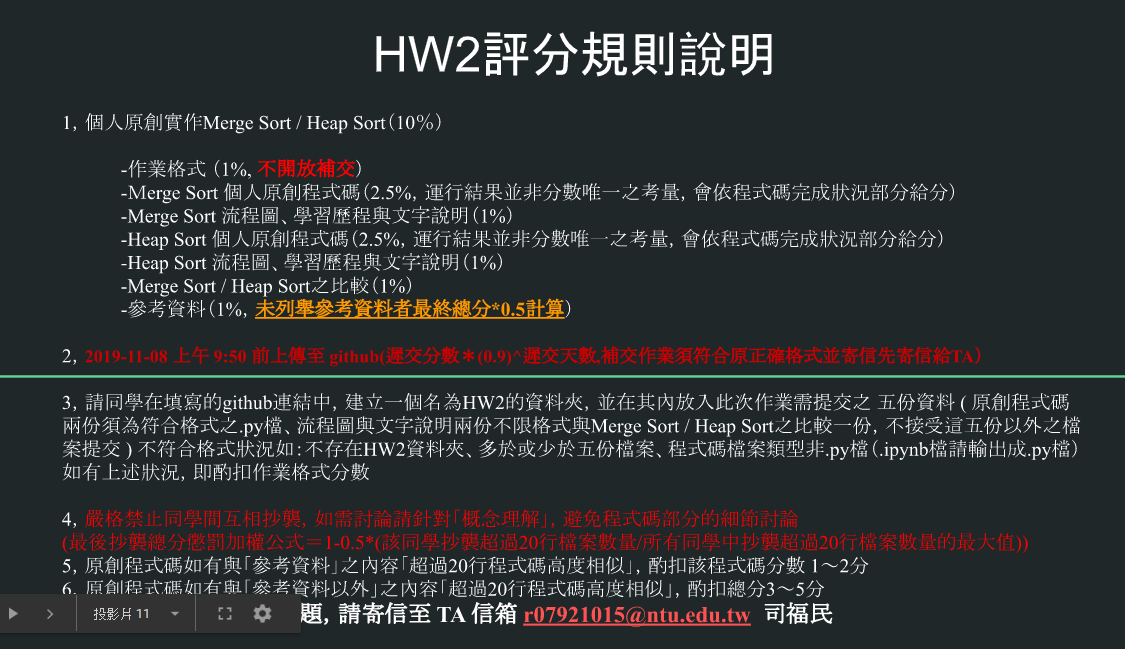 HW2評分規則說明
1, 個人原創實作Merge Sort / Heap Sort(10%)
-作業格式 (1%, 不開放補交)
-Merge Sort 個人原創程式碼(2.5%, 運行結果並非分數唯一之考量, 會依程式碼完成狀況部分給分)
-Merge Sort 流程圖、學習歷程與文字說明(1%)
-Heap Sort 個人原創程式碼(2.5%, 運行結果並非分數唯一之考量, 會依程式碼完成狀況部分給分)
-Heap Sort 流程圖、學習歷程與文字說明(1%)
-Merge Sort / Heap Sort之比較(1%)
-參考資料(1%, 未列舉參考資料者最終總分*0.5計算)
2, 2019-11-08 上午 9:50 前上傳至 github(遲交分數＊(0.9)^遲交天數,補交作業須符合原正確格式並寄信先寄信給TA)
3, 請同學在填寫的github連結中, 建立一個名為HW2的資料夾, 並在其內放入此次作業需提交之 五份資料 ( 原創程式碼
兩份須為符合格式之.py檔、流程圖與文字說明兩份不限格式與Merge Sort / Heap Sort之比較一份, 不接受這五份以外之檔
案提交 ) 不符合格式狀況如：不存在HW2資料夾、多於或少於五份檔案、程式碼檔案類型非.py檔(.ipynb檔請輸出成.py檔)
如有上述狀況, 即酌扣作業格式分數
4, 嚴格禁止同學間互相抄襲, 如需討論請針對「概念理解」, 避免程式碼部分的細節討論
(最後抄襲總分懲罰加權公式＝1-0.5*(該同學抄襲超過20行檔案數量/所有同學中抄襲超過20行檔案數量的最大值))
5, 原創程式碼如有與「參考資料」之內容「超過20行程式碼高度相似」, 酌扣該程式碼分數 1～2分
6, 原創程式碼如有與「參考資料以外」之內容「超過20行程式碼高度相似」, 酌扣總分3～5分
題, 請寄信至 TA 信箱 r07921015@ntu.edu.tw 司福民
投影片 11